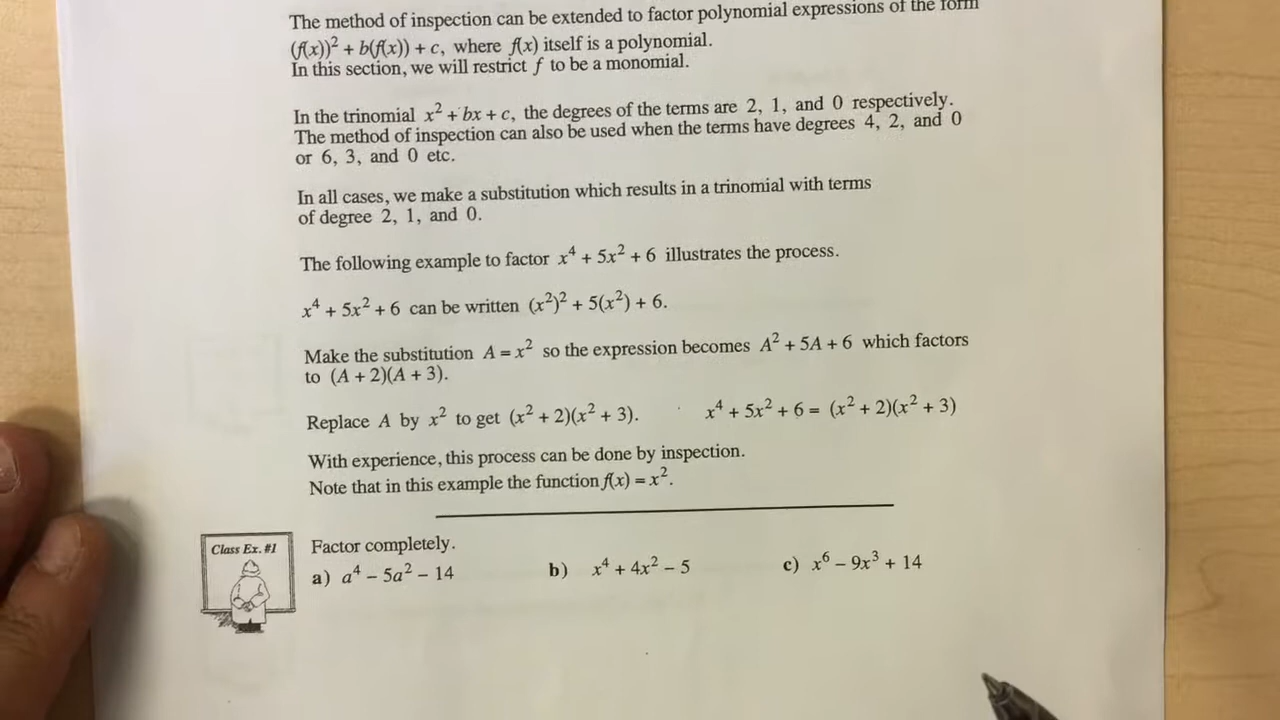 The method of inspection can be extended to factor polynomial expressions of the form
(f(x))² + b(f(x)) + c, where f(x) itself is a polynomial.
In this section, we will restrict f to be a monomial.
In the trinomial x² + bx + c, the degrees of the terms are 2, 1, and 0 respectively.
The method of inspection can also be used when the terms have degrees 4, 2, and 0
or 6, 3, and 0 etc.
In all cases, we make a substitution which results in a trinomial with terms
of degree 2, 1, and 0.
The following example to factor x⁴ + 5x² + 6 illustrates the process.
x⁴ + 5x² + 6 can be written (x²)² + 5(x²) + 6.
Make the substitution A = x² so the expression becomes A² + 5A + 6 which factors
to (A + 2)(A + 3).
Replace A by x² to get (x² + 2)(x² + 3). x⁴ + 5x² + 6 = (x² + 2)(x² + 3)
With experience, this process can be done by inspection.
Note that in this example the function f(x) = x².
Class Ex. #1
Factor completely.
a) a⁴ – 5a² – 14 b) x⁴ + 4x² – 5 c) x⁶ – 9x³ + 14